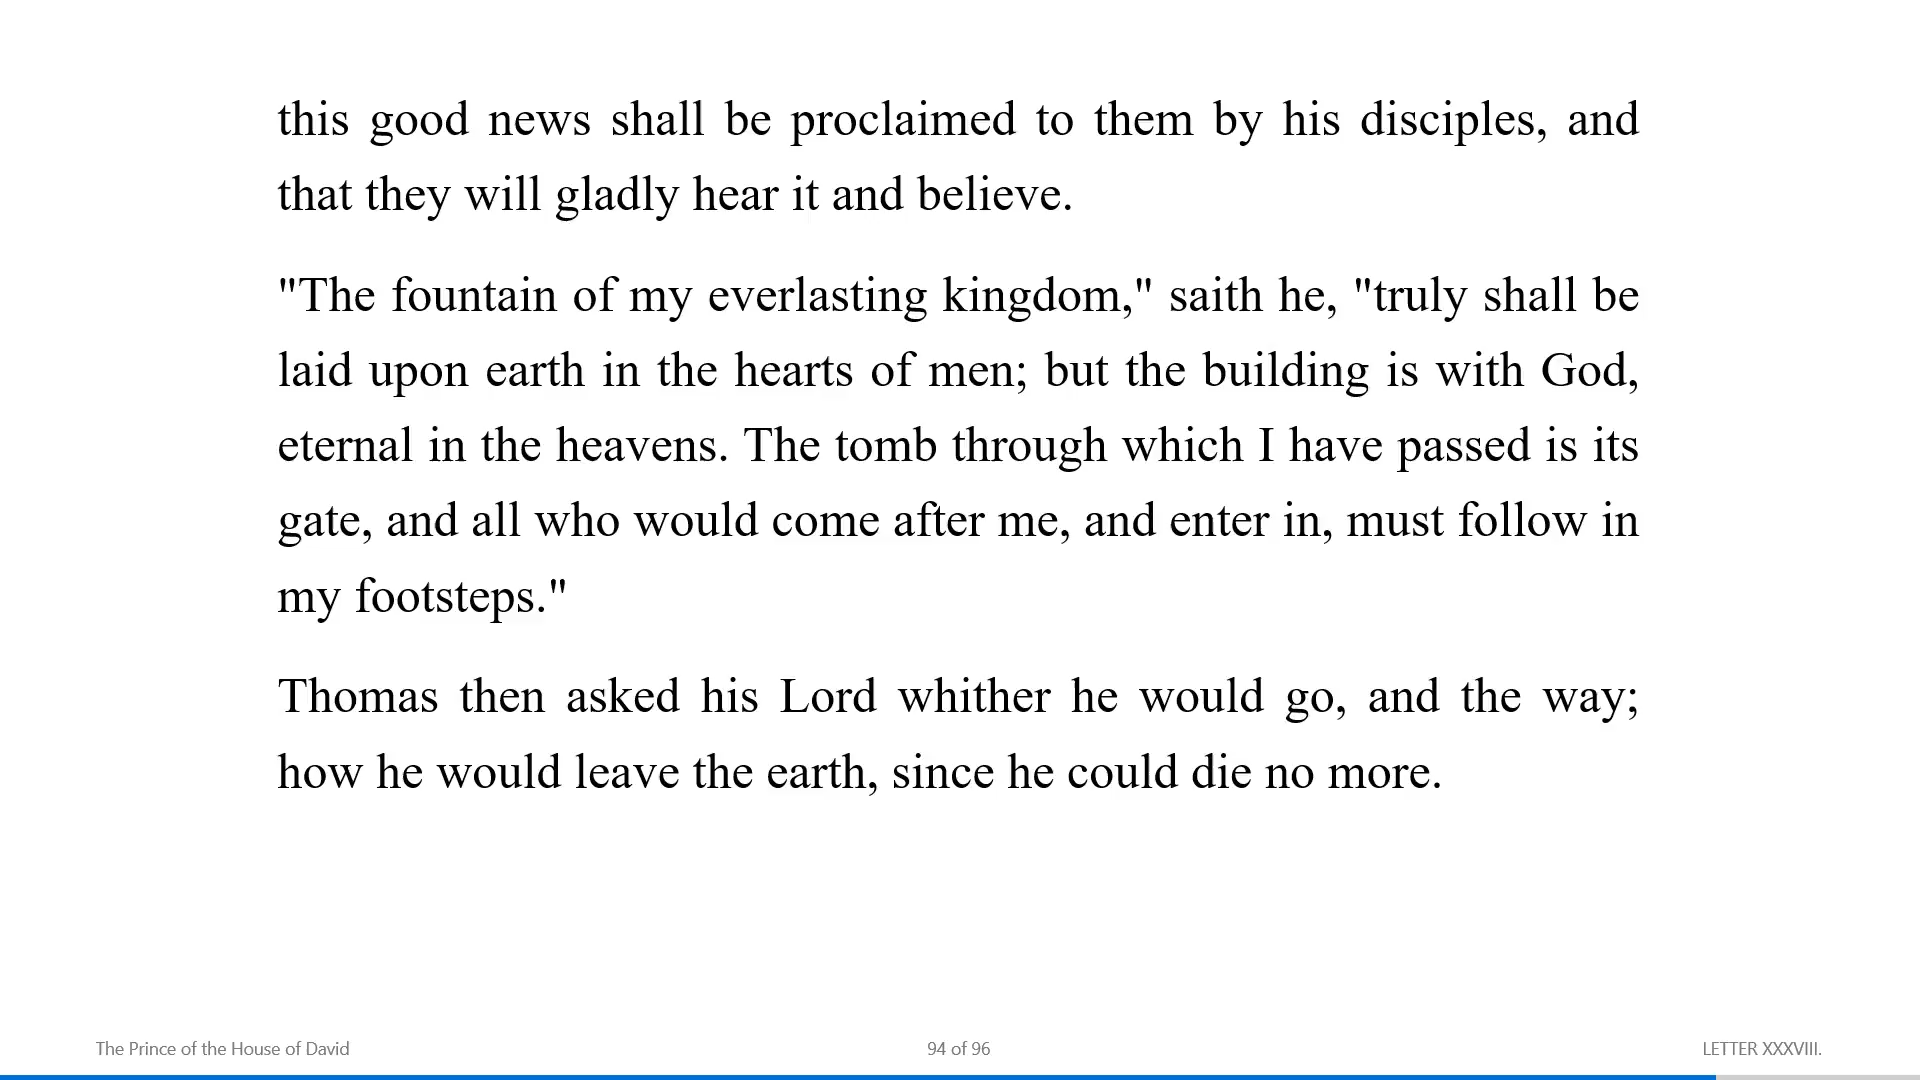 this good news shall be proclaimed to them by his disciples, and
that they will gladly hear it and believe.
"The fountain of my everlasting kingdom," saith he, "truly shall be
laid upon earth in the hearts of men; but the building is with God,
eternal in the heavens. The tomb through which I have passed is its
gate, and all who would come after me, and enter in, must follow in
my footsteps."
Thomas then asked his Lord whither he would go, and the way;
how he would leave the earth, since he could die no more.
The Prince of the House of David
94 of 96
LETTER XXXVIII.